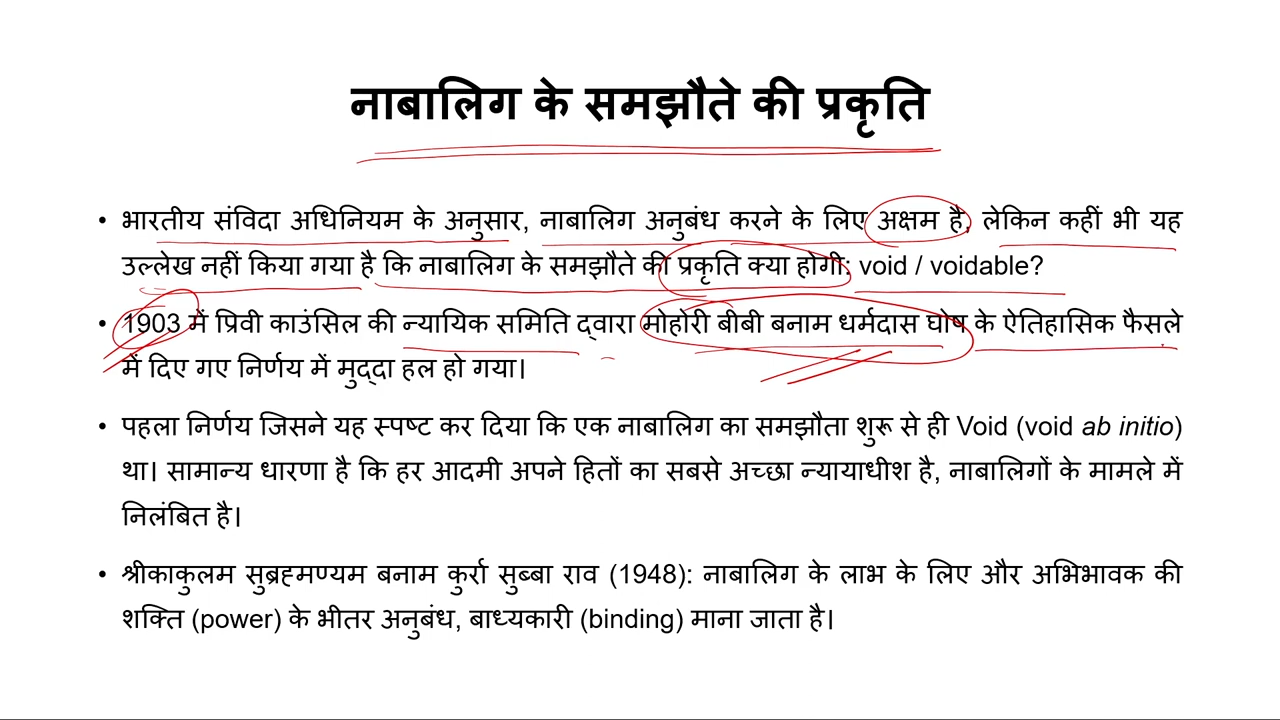 नाबालिग के समझौते की प्रकृति
• भारतीय संविदा अधिनियम के अनुसार, नाबालिग अनुबंध करने के लिए अक्षम है, लेकिन कहीं भी यह
उल्लेख नहीं किया गया है कि नाबालिग के समझौते की प्रकृति क्या होगी: void / voidable?
• 1903 में प्रिवी काउंसिल की न्यायिक समिति द्वारा मोहोरी बीबी बनाम धर्मदास घोष के ऐतिहासिक फैसले
में दिए गए निर्णय में मुद्दा हल हो गया।
• पहला निर्णय जिसने यह स्पष्ट कर दिया कि एक नाबालिग का समझौता शुरू से ही Void (void ab initio)
था। सामान्य धारणा है कि हर आदमी अपने हितों का सबसे अच्छा न्यायाधीश है, नाबालिगों के मामले में
निलंबित है।
• श्रीकाकुलम सुब्रह्मण्यम बनाम कुर्रा सुब्बा राव (1948): नाबालिग के लाभ के लिए और अभिभावक की
शक्ति (power) के भीतर अनुबंध, बाध्यकारी (binding) माना जाता है।